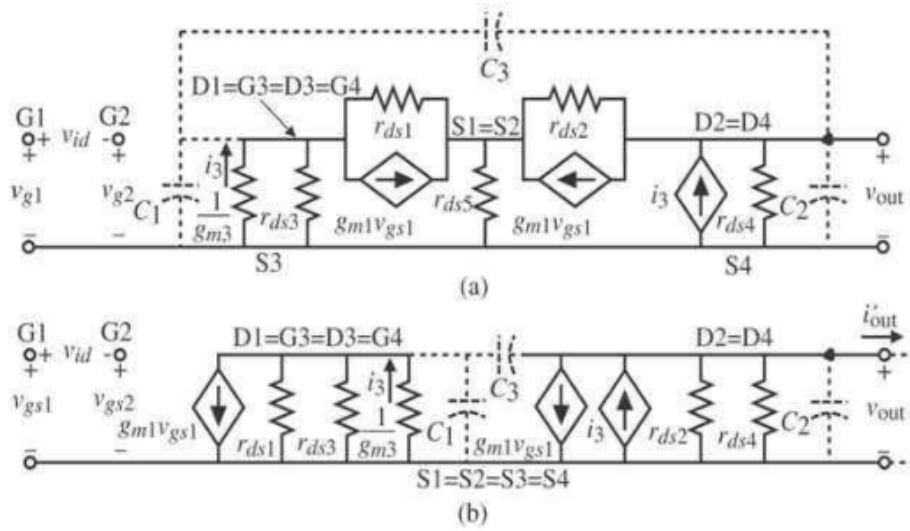 C3
D1=G3=D3=G4
G1 G2
+ vid -
rds1
S1=S2
rds2
D2=D4
+ + +
vg1 vg2
C1
i3
1
gm3
rds3
gm1vgs1
rds5
gm1vgs1
i3
rds4
C2
vout
S3
S4
(a)
G1 G2
+ vid -
D1=G3=D3=G4
C3
D2=D4
i'out
+ + +
vgs1 vgs2
gm1vgs1
rds1
rds3
i3
1
gm3
C1
gm1vgs1
i3
rds2
rds4
C2
vout
S1=S2=S3=S4
(b)